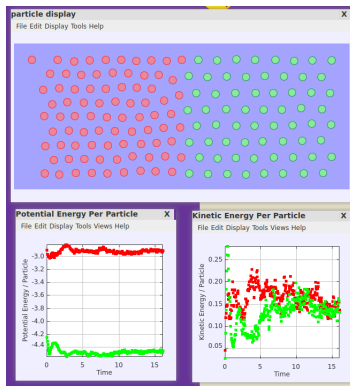 particle display X
File Edit Display Tools Help
Potential Energy Per Particle X
File Edit Display Tools Views Help
Potential Energy / Particle
-3.0
-3.2
-3.4
-3.6
-3.8
-4.0
-4.2
-4.4
0 5 10 15
Time
Kinetic Energy Per Particle X
File Edit Display Tools Views Help
Kinetic Energy / Particle
0.25
0.20
0.15
0.10
0.05
0 5 10 15
Time